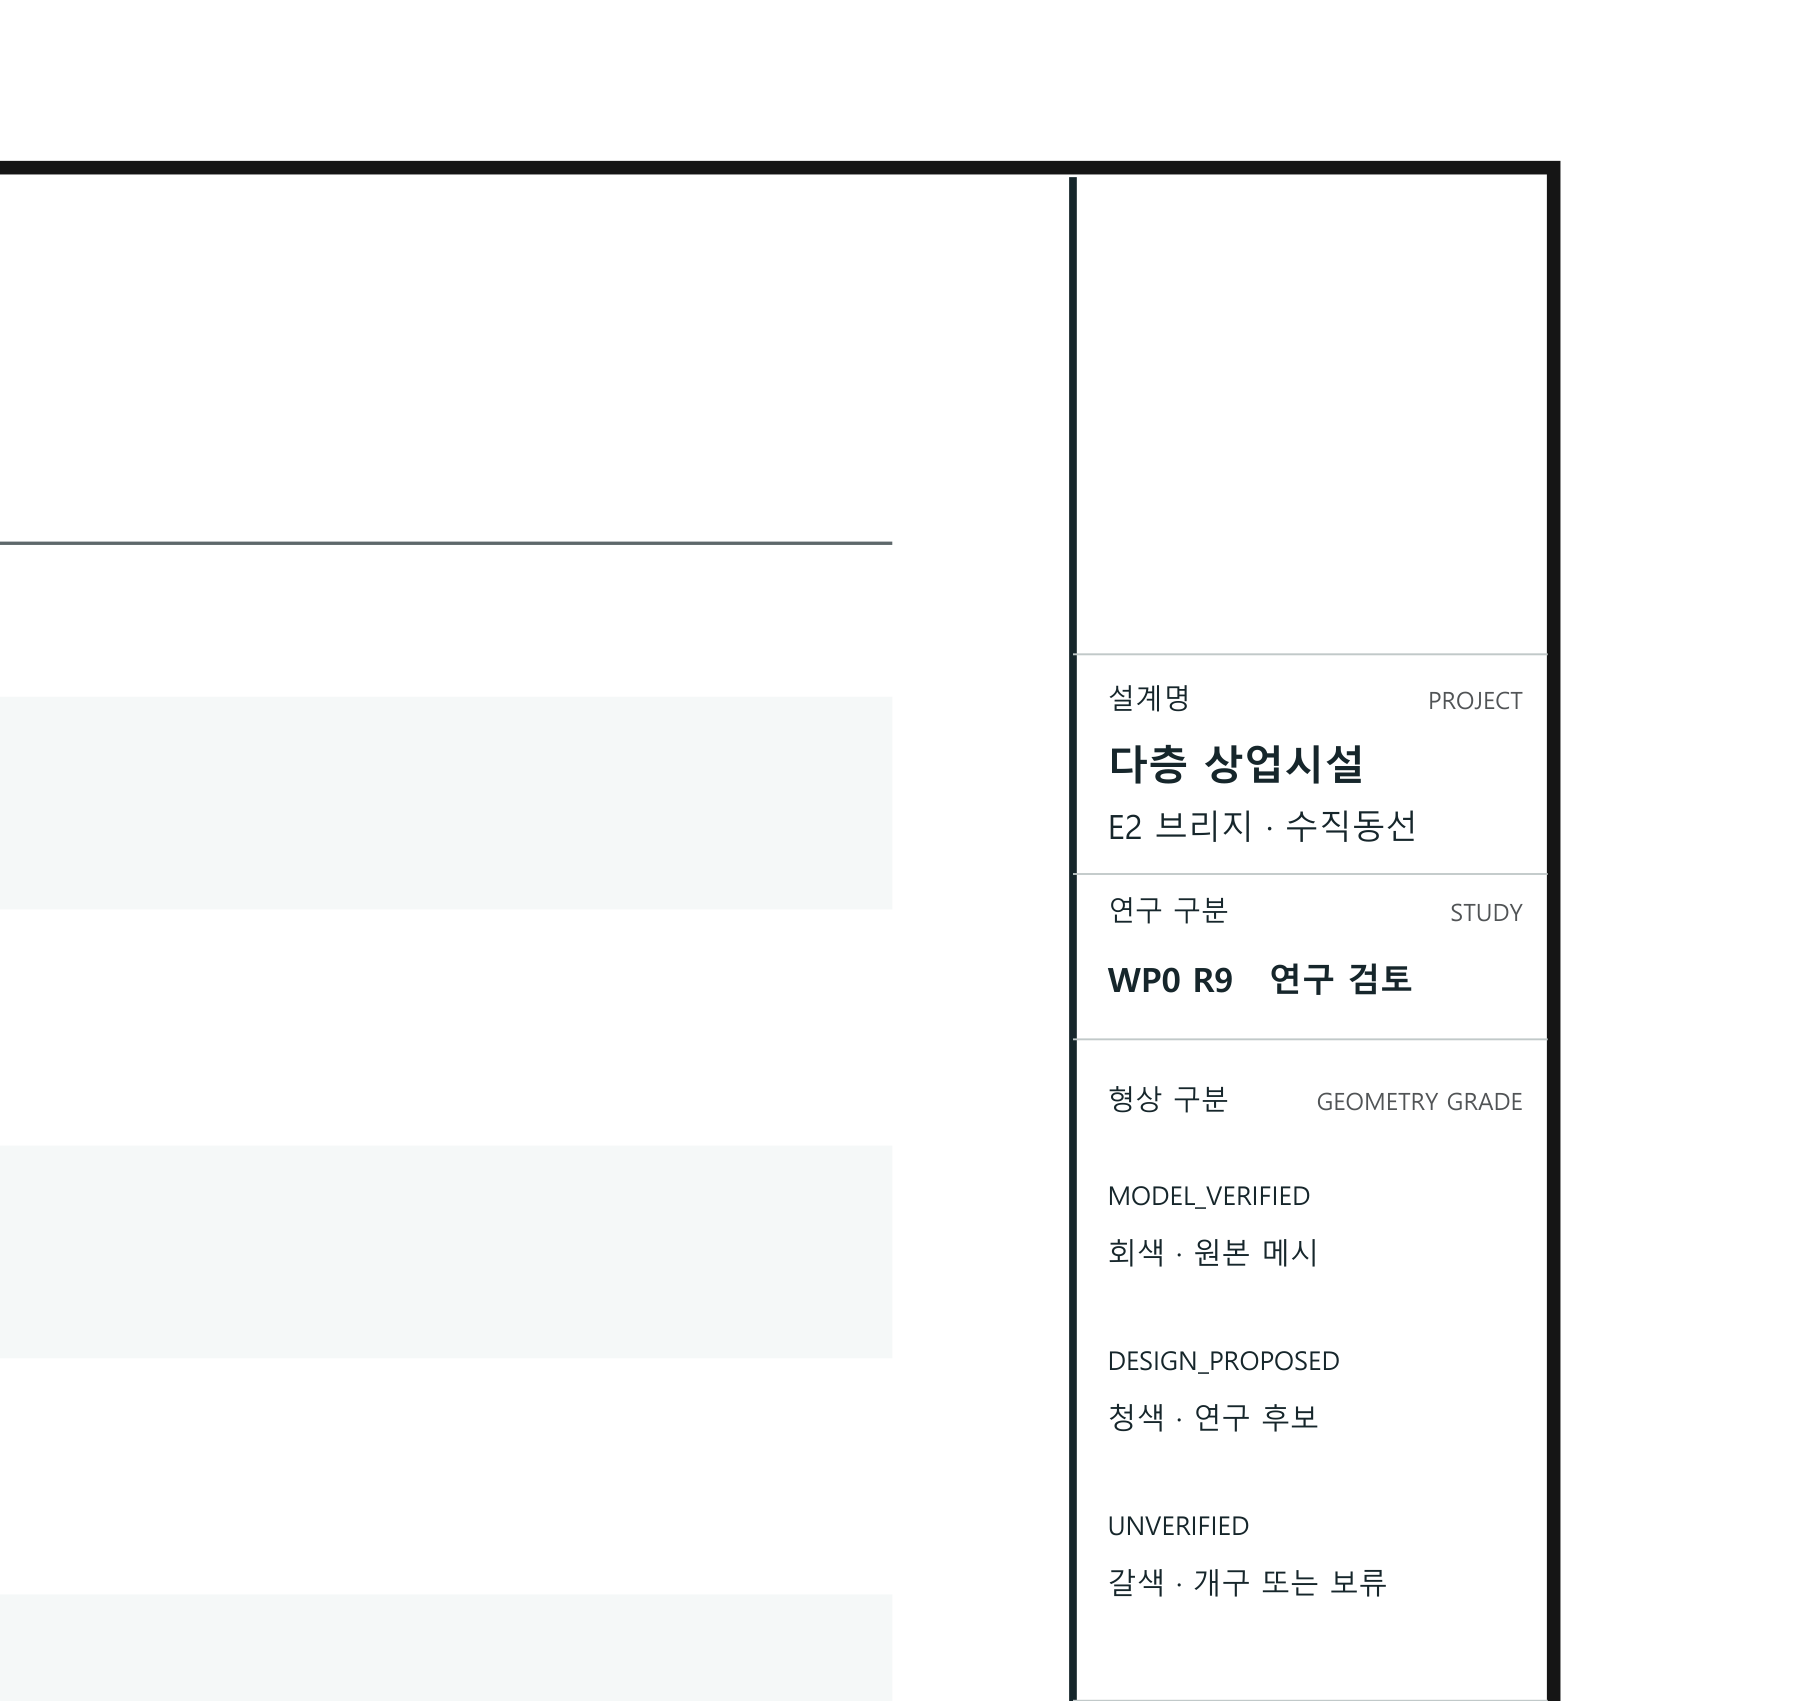 설계명 PROJECT
다층 상업시설
E2 브리지 · 수직동선
연구 구분 STUDY
WP0 R9 연구 검토
형상 구분 GEOMETRY GRADE
MODEL_VERIFIED
회색 · 원본 메시
DESIGN_PROPOSED
청색 · 연구 후보
UNVERIFIED
갈색 · 개구 또는 보류